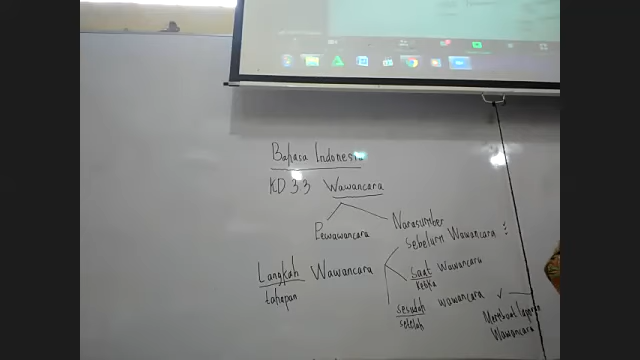 Bahasa Indonesia
KD 3 3 Wawancara
Pewawancara
Narasumber
Langkah Wawancara
tahapan
Sebelum Wawancara :
Saat Wawancara
ketika
sesudah wawancara ✓
setelah
Membuat laporan
Wawancara